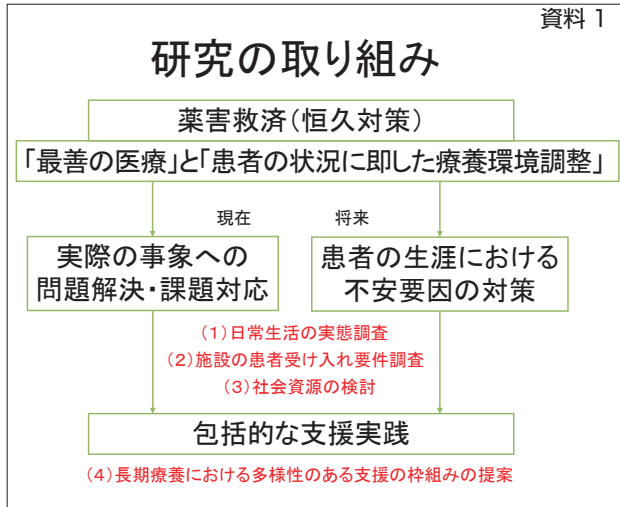 資料 1
研究の取り組み
薬害救済(恒久対策)
「最善の医療」と「患者の状況に即した療養環境調整」
現在
将来
実際の事象への
問題解決・課題対応
患者の生涯における
不安要因の対策
(1)日常生活の実態調査
(2)施設の患者受け入れ要件調査
(3)社会資源の検討
包括的な支援実践
(4)長期療養における多様性のある支援の枠組みの提案